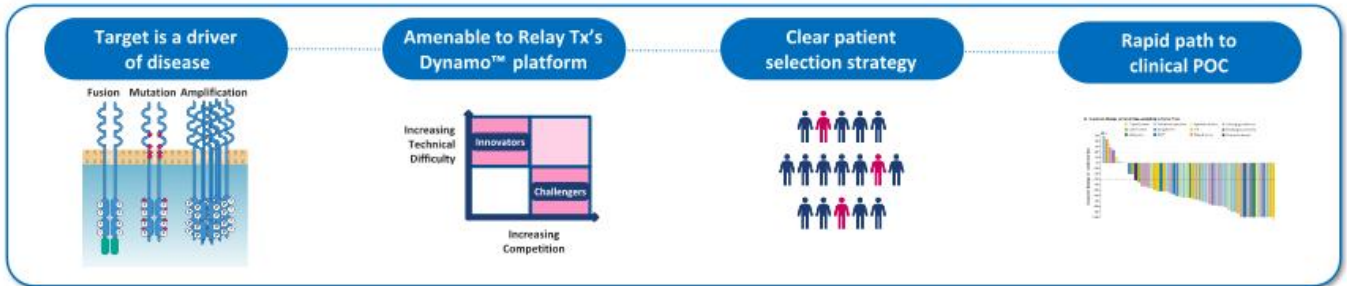 Target is a driver
of disease
Amenable to Relay Tx's
Dynamo™ platform
Clear patient
selection strategy
Rapid path to
clinical POC
Fusion Mutation Amplification
Increasing
Technical
Difficulty
Innovators
Challengers
Increasing
Competition